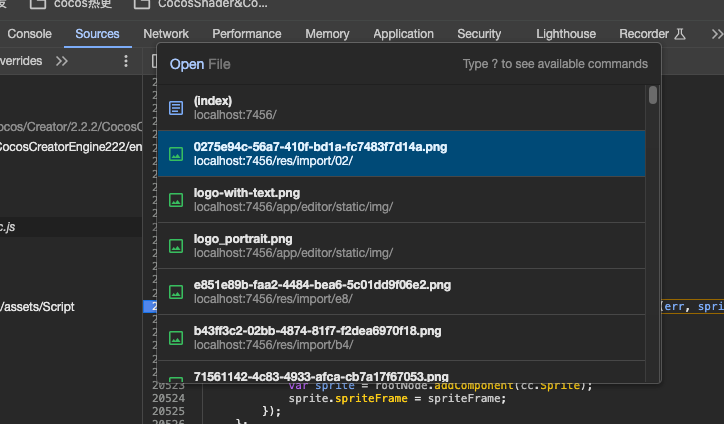 cocos热更
CocosShader&Co...
Console Sources Network Performance Memory Application Security Lighthouse Recorder
verrides
Open File
Type ? to see available commands
(index)
localhost:7456/
ocos/Creator/2.2.2/CocosC
CocosCreatorEngine222/en
0275e94c-56a7-410f-bd1a-fc7483f7d14a.png
localhost:7456/res/import/02/
logo-with-text.png
localhost:7456/app/editor/static/img/
c.js
logo_portrait.png
localhost:7456/app/editor/static/img/
e851e89b-faa2-4484-bea6-5c01dd9f06e2.png
localhost:7456/res/import/e8/
/assets/Script
(err, spri
b43ff3c2-02bb-4874-81f7-f2dea6970f18.png
localhost:7456/res/import/b4/
71561142-4c83-4933-afca-cb7a17f67053.png
20523 var sprite = rootNode.addComponent(cc.Sprite);
20524 sprite.spriteFrame = spriteFrame;
20525 });
20526 };